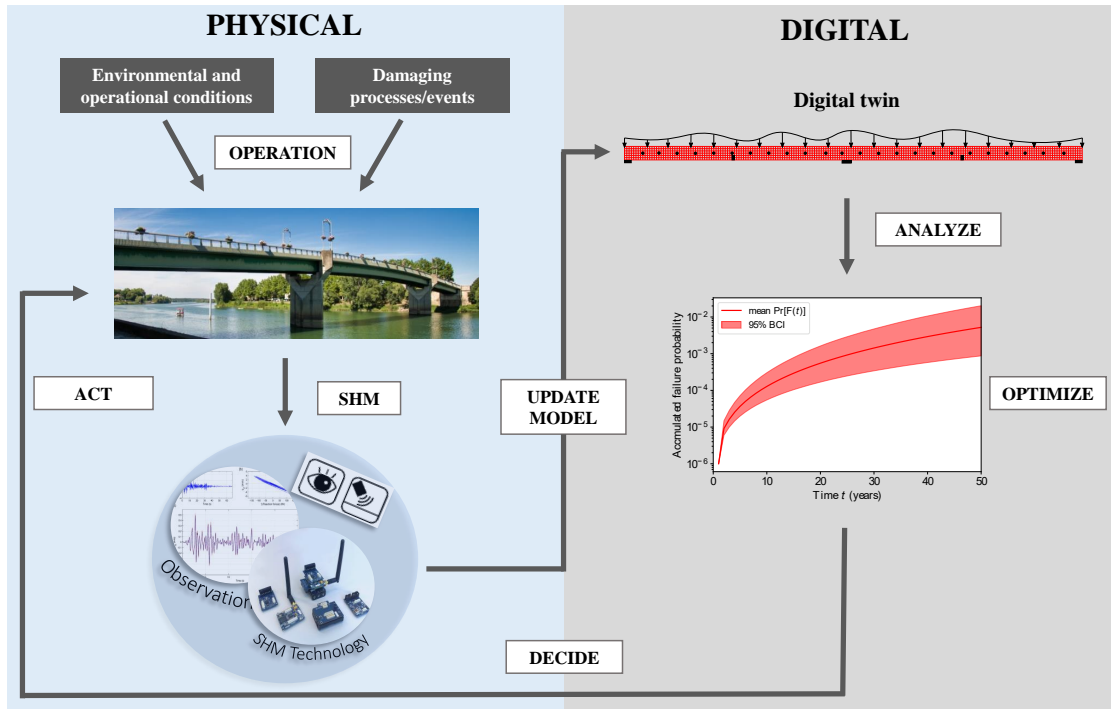 PHYSICAL
DIGITAL
Environmental and
operational conditions
Damaging
processes/events
OPERATION
Digital twin
ANALYZE
ACT
SHM
UPDATE
MODEL
OPTIMIZE
mean Pr[F(t)]
95% BCI
Accmulated failure probability
10⁻²
10⁻³
10⁻⁴
10⁻⁵
10⁻⁶
0 10 20 30 40 50
Time t (years)
Observation
SHM Technology
DECIDE